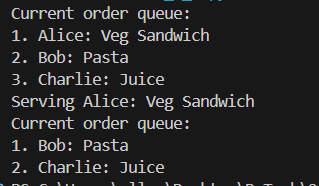 Current order queue:
1. Alice: Veg Sandwich
2. Bob: Pasta
3. Charlie: Juice
Serving Alice: Veg Sandwich
Current order queue:
1. Bob: Pasta
2. Charlie: Juice